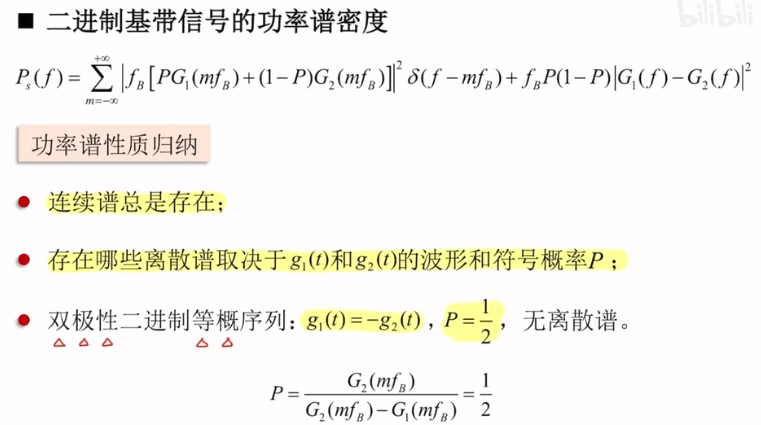 bilibili
■ 二进制基带信号的功率谱密度
$P_s(f)=\sum_{m=-\infty}^{+\infty}\left|f_B\left[PG_1(mf_B)+(1-P)G_2(mf_B)\right]\right|^2\delta(f-mf_B)+f_BP(1-P)\left|G_1(f)-G_2(f)\right|^2$
功率谱性质归纳
● 连续谱总是存在；
● 存在哪些离散谱取决于$g_1(t)$和$g_2(t)$的波形和符号概率$P$；
● 双极性二进制等概序列：$g_1(t)=-g_2(t)$，$P=\frac{1}{2}$，无离散谱。
$P=\frac{G_2(mf_B)}{G_2(mf_B)-G_1(mf_B)}=\frac{1}{2}$